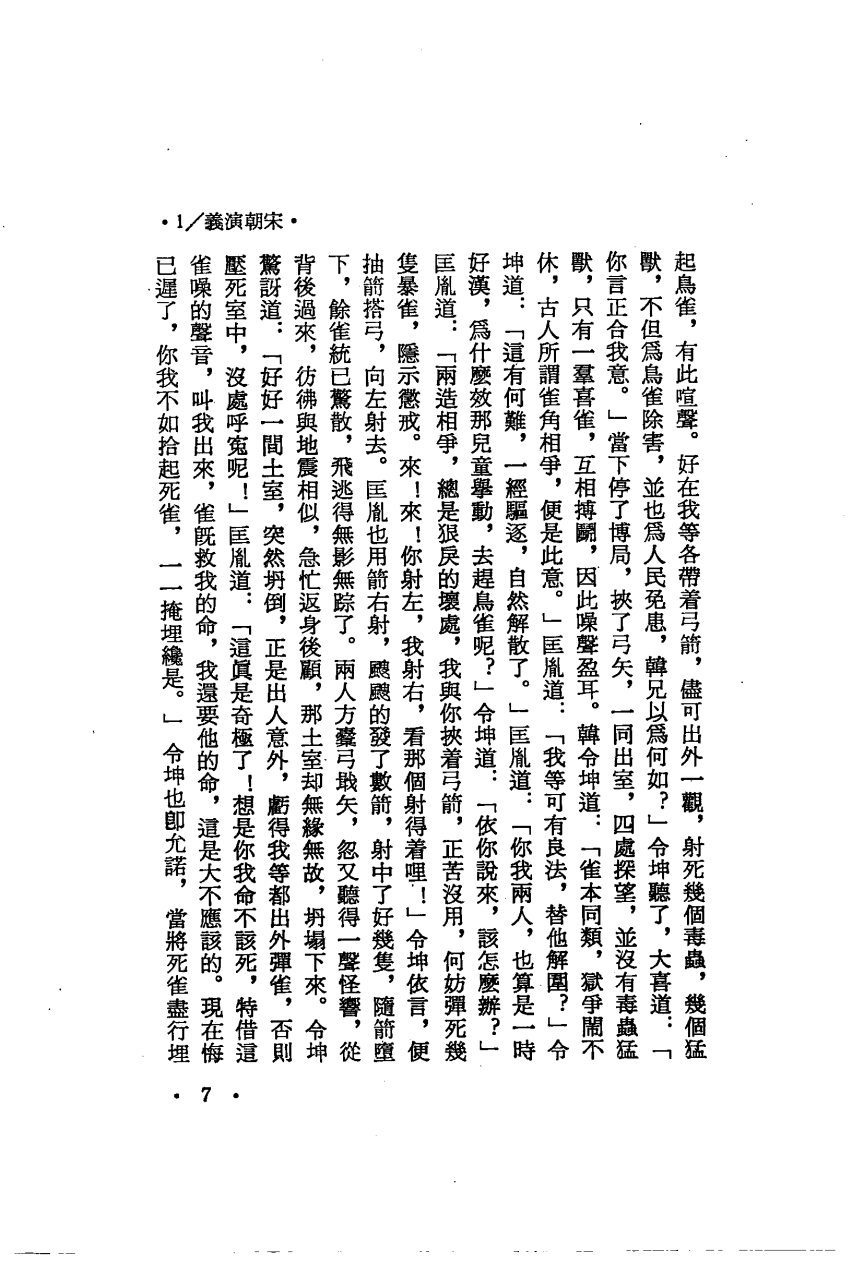 •1/義演朝宋•
起鳥雀，有此喧聲。好在我等各帶着弓箭，儘可出外一觀，射死幾個毒蟲，幾個猛
獸，不但爲鳥雀除害，並也爲人民免患，韓兄以爲何如？」令坤聽了，大喜道：「
你言正合我意。」當下停了博局，挾了弓矢，一同出室，四處探望，並沒有毒蟲猛
獸，只有一羣喜雀，互相搏鬭，因此噪聲盈耳。韓令坤道：「雀本同類，獄爭鬧不
休，古人所謂雀角相爭，便是此意。」匡胤道：「我等可有良法，替他解圍？」令
坤道：「這有何難，一經驅逐，自然解散了。」匡胤道：「你我兩人，也算是一時
好漢，爲什麼效那兒童擧動，去趕鳥雀呢？」令坤道：「依你說來，該怎麼辦？」
匡胤道：「兩造相爭，總是狠戾的壞處，我與你挾着弓箭，正苦沒用，何妨彈死幾
隻暴雀，隱示懲戒。來！來！你射左，我射右，看那個射得着哩！」令坤依言，便
抽箭搭弓，向左射去。匡胤也用箭右射，颼颼的發了數箭，射中了好幾隻，隨箭墮
下，餘雀統已驚散，飛逃得無影無踪了。兩人方櫜弓戢矢，忽又聽得一聲怪響，從
背後過來，彷彿與地震相似，急忙返身後顧，那土室却無緣無故，坍塌下來。令坤
驚訝道：「好好一間土室，突然坍倒，正是出人意外，虧得我等都出外彈雀，否則
壓死室中，沒處呼寃呢！」匡胤道：「這眞是奇極了！想是你我命不該死，特借這
雀噪的聲音，叫我出來，雀旣救我的命，我還要他的命，這是大不應該的。現在悔
已遲了，你我不如拾起死雀，一一掩埋纔是。」令坤也卽允諾，當將死雀盡行埋
•7•